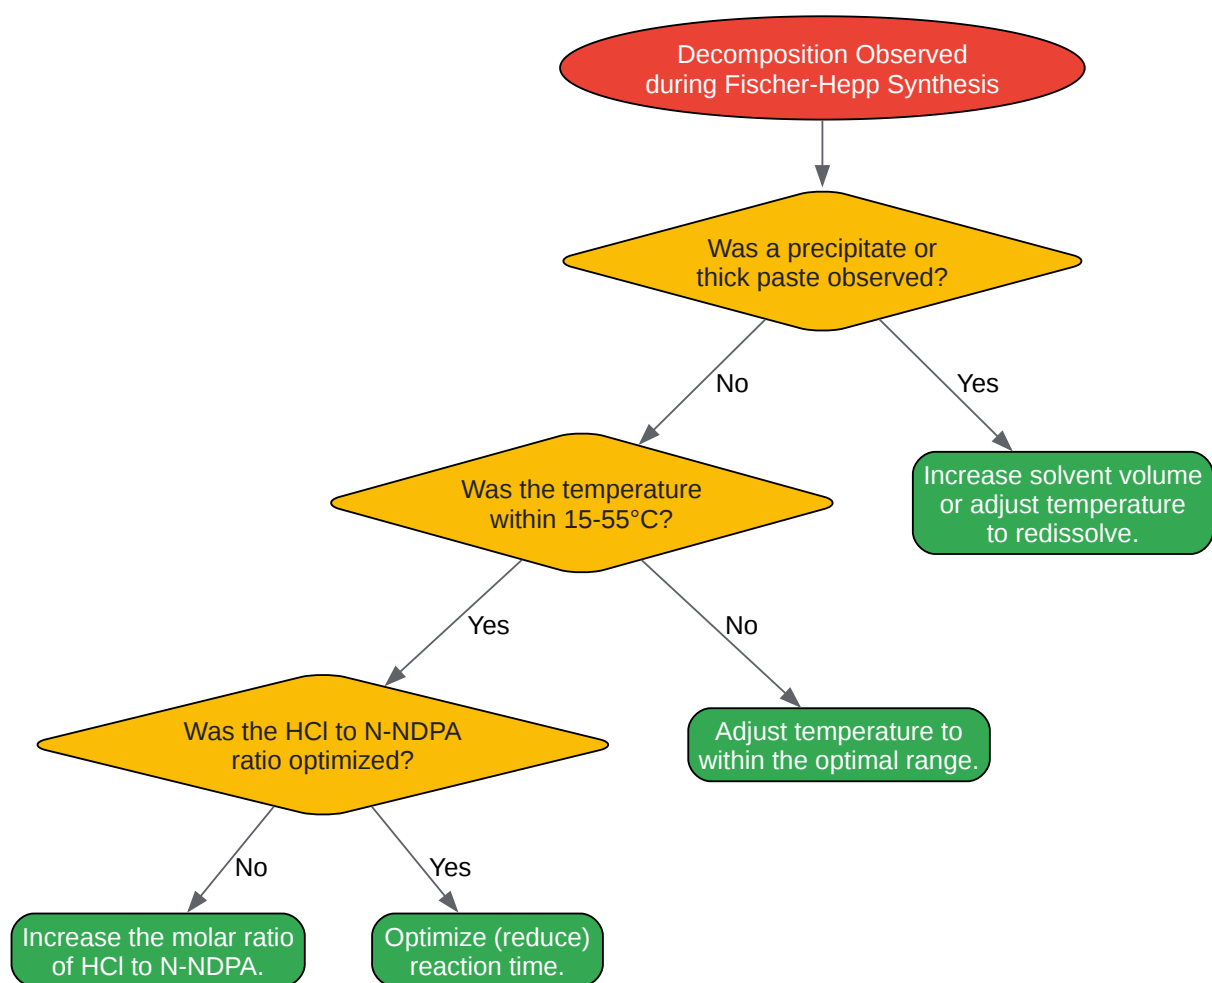 Decomposition Observed
during Fischer-Hepp Synthesis
Was a precipitate or
thick paste observed?
No
Yes
Was the temperature
within 15-55°C?
Increase solvent volume
or adjust temperature
to redissolve.
Yes
No
Was the HCl to N-NDPA
ratio optimized?
Adjust temperature to
within the optimal range.
No
Yes
Increase the molar ratio
of HCl to N-NDPA.
Optimize (reduce)
reaction time.